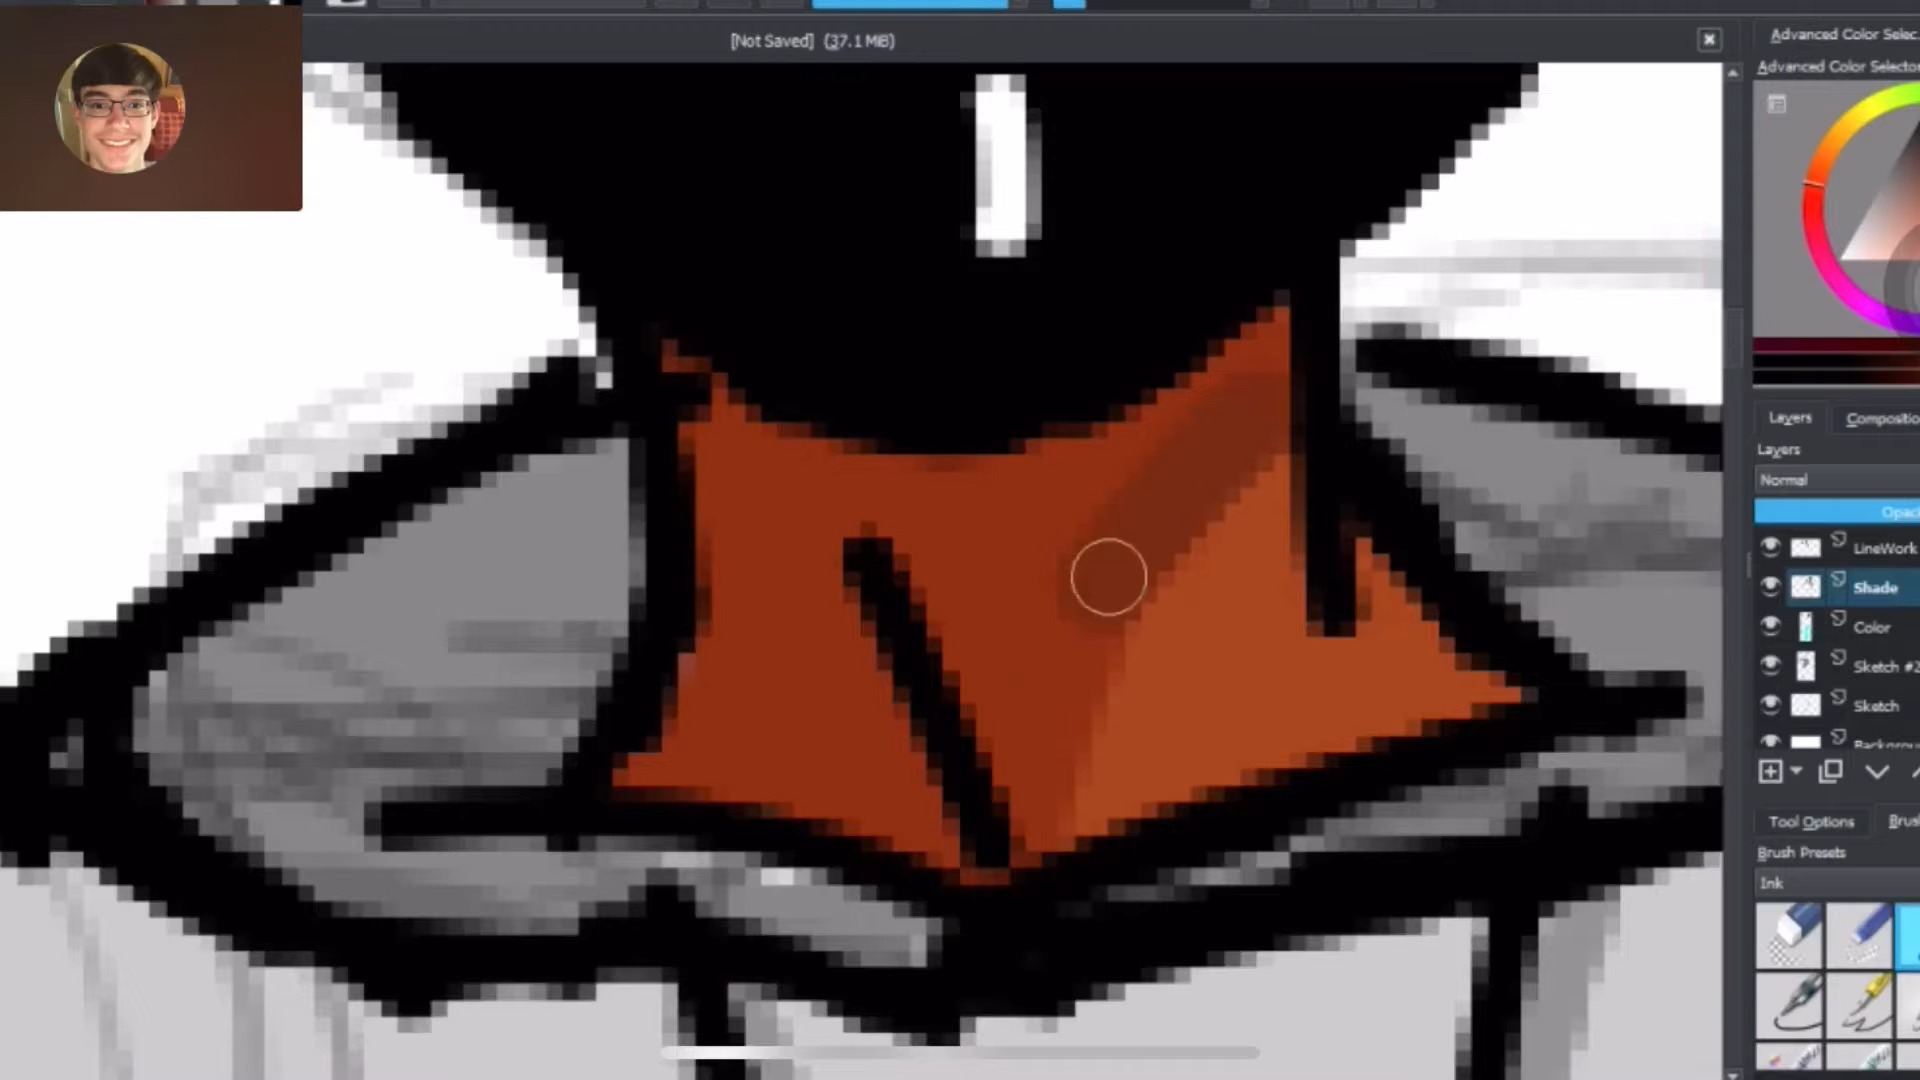 [Not Saved] (37.1 MiB)
Advanced Color Selec
Advanced Color Selector
Layers
Compositio
Layers
Normal
Opac
LineWork
Shade
Color
Sketch #2
Sketch
Backgrou
Tool Options
Brus
Brush Presets
Ink